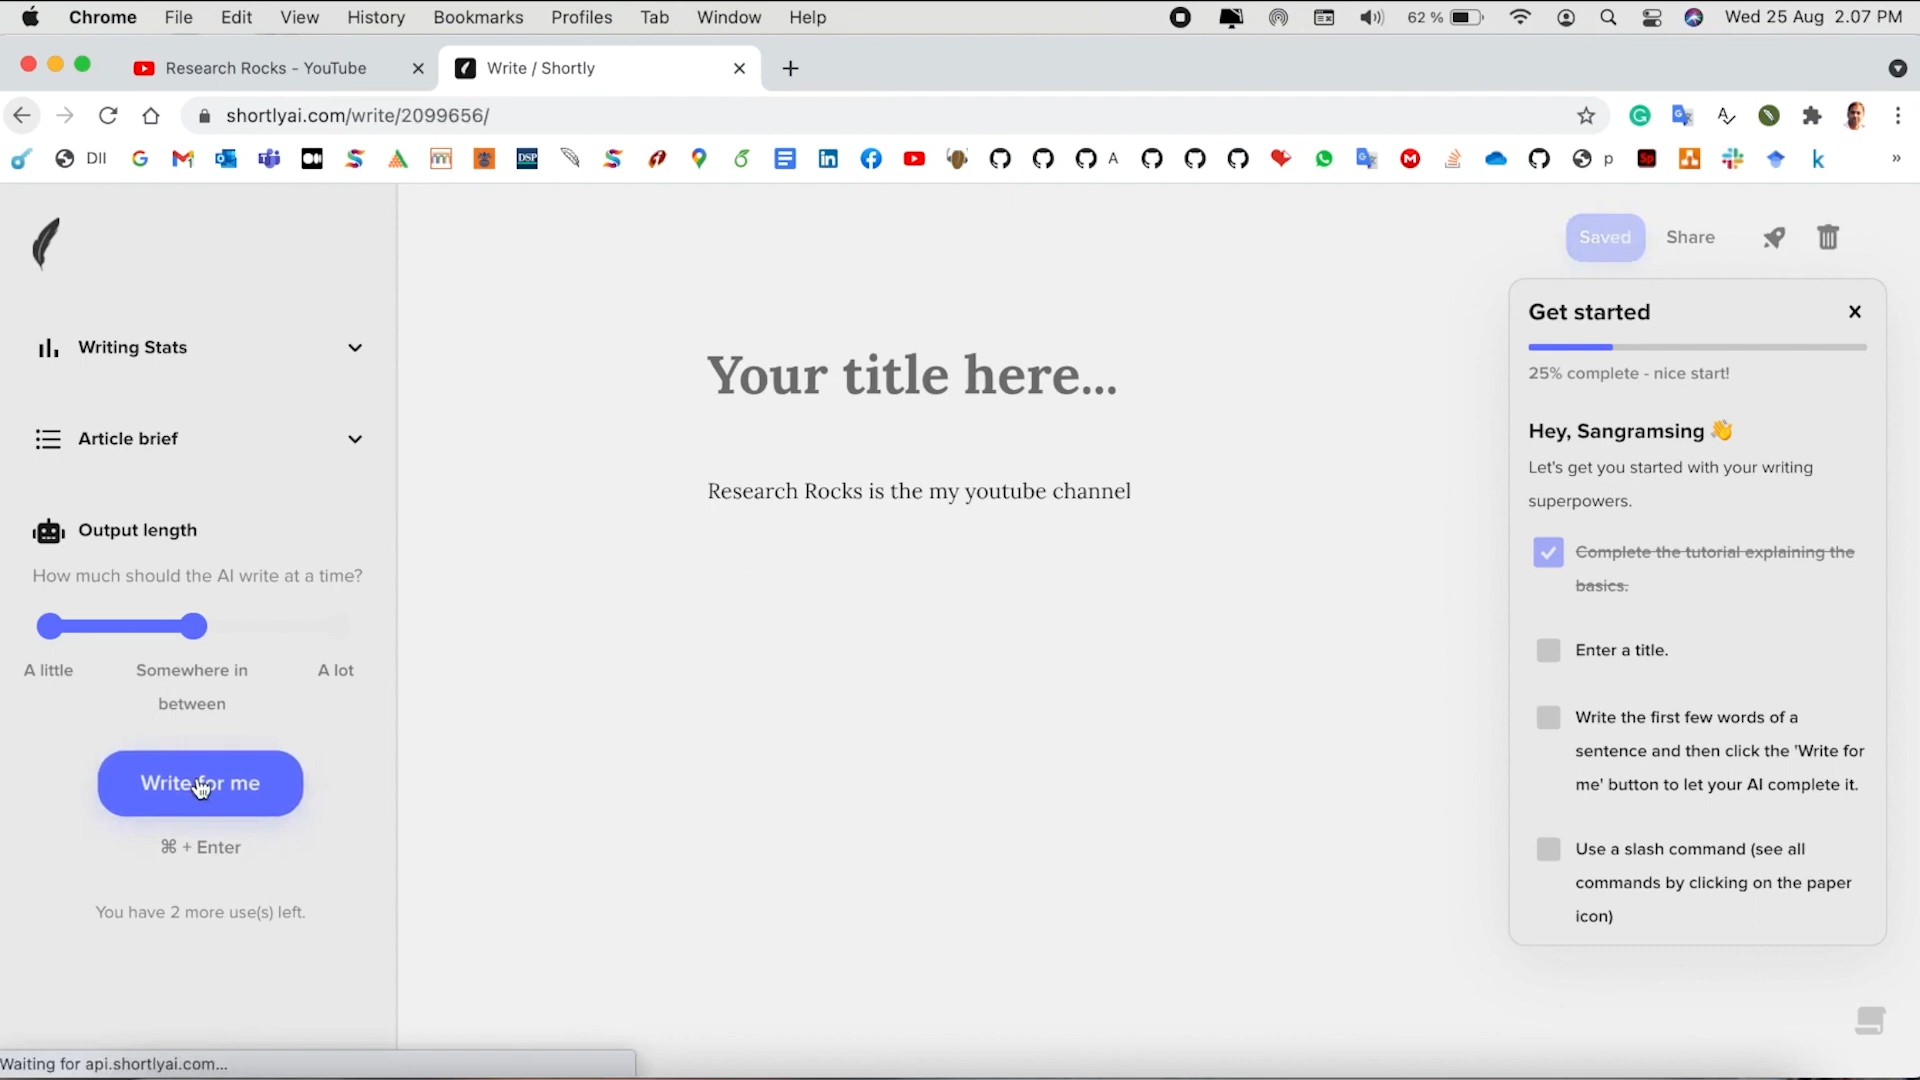 Chrome File Edit View History Bookmarks Profiles Tab Window Help 62 % Wed 25 Aug 2.07 PM
Research Rocks - YouTube Write / Shortly
shortlyai.com/write/2099656/
DII A p
Saved Share
Writing Stats
Article brief
Output length
How much should the AI write at a time?
A little Somewhere in between A lot
Write for me
⌘ + Enter
You have 2 more use(s) left.
Your title here...
Research Rocks is the my youtube channel
Get started
25% complete - nice start!
Hey, Sangramsing 👋
Let's get you started with your writing
superpowers.
Complete the tutorial explaining the
basics.
Enter a title.
Write the first few words of a
sentence and then click the 'Write for
me' button to let your AI complete it.
Use a slash command (see all
commands by clicking on the paper
icon)
Waiting for api.shortlyai.com...